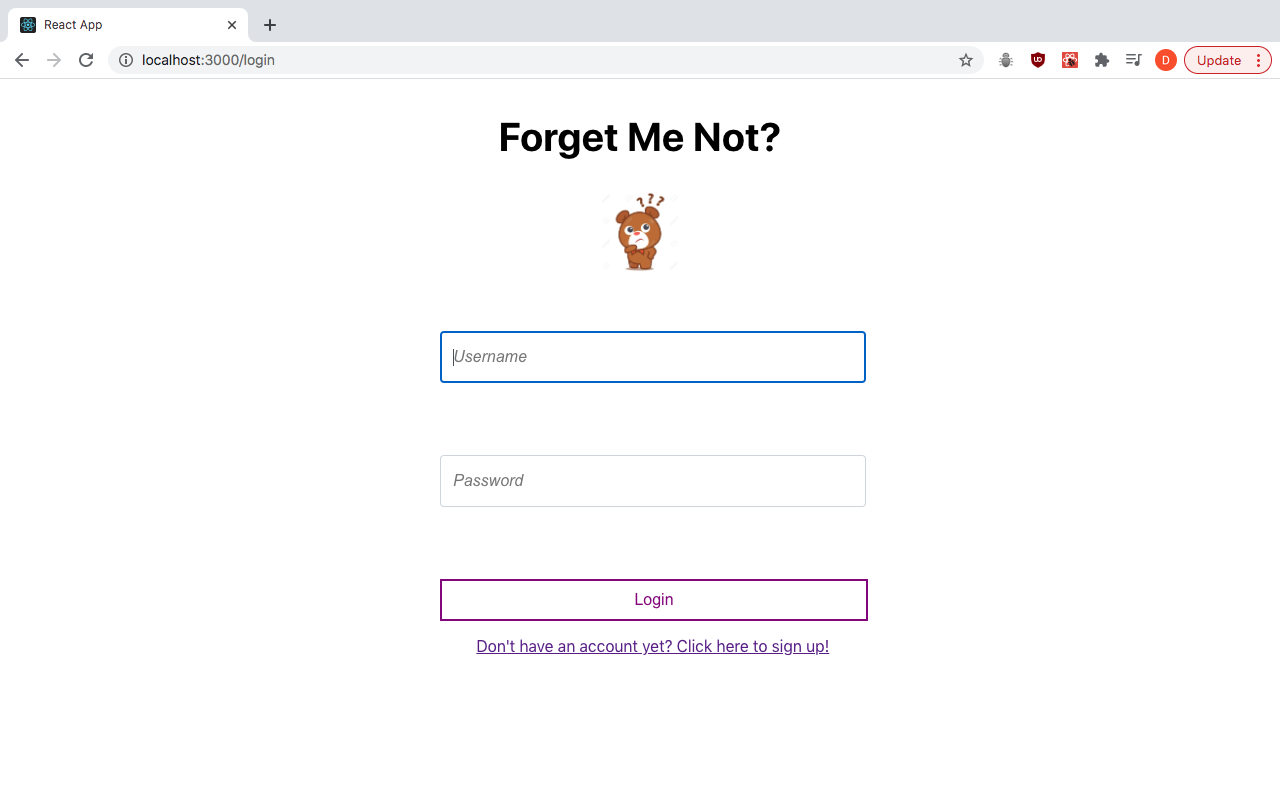 React App
localhost:3000/login
D
Update
Forget Me Not?
???
Username
Password
Login
Don't have an account yet? Click here to sign up!